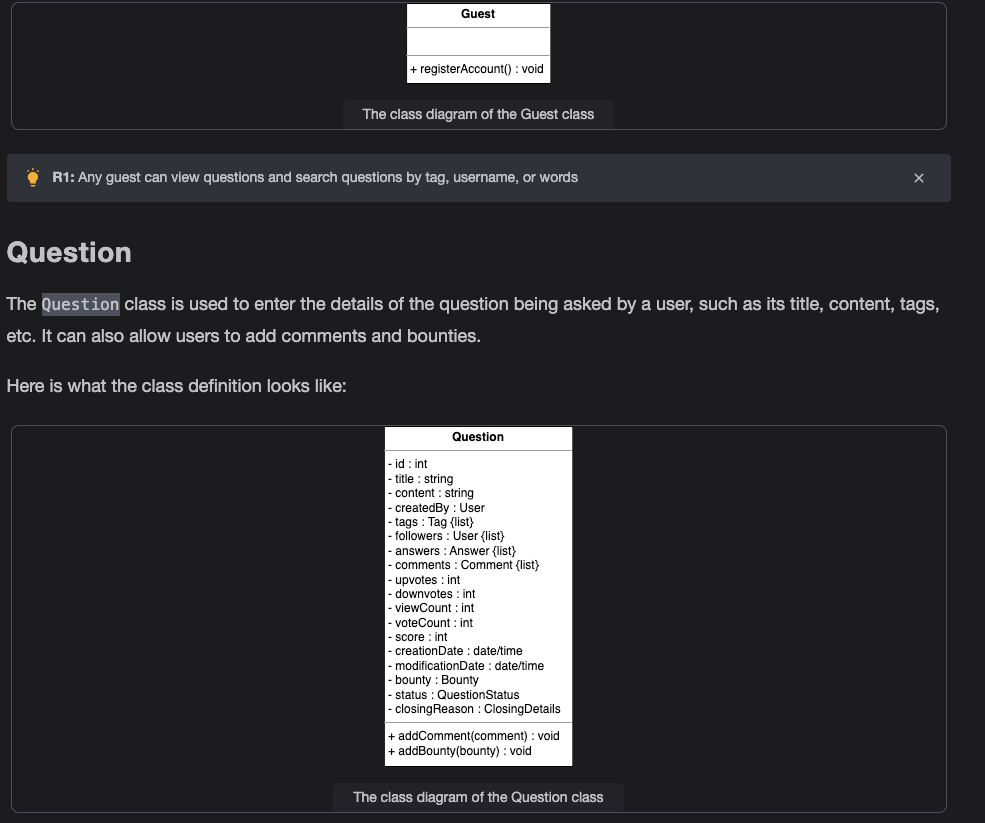 Guest
+ registerAccount() : void
The class diagram of the Guest class
R1: Any guest can view questions and search questions by tag, username, or words
Question
The Question class is used to enter the details of the question being asked by a user, such as its title, content, tags,
etc. It can also allow users to add comments and bounties.
Here is what the class definition looks like:
Question
- id : int
- title : string
- content : string
- createdBy : User
- tags : Tag {list}
- followers : User {list}
- answers : Answer {list}
- comments : Comment {list}
- upvotes : int
- downvotes : int
- viewCount : int
- voteCount : int
- score : int
- creationDate : date/time
- modificationDate : date/time
- bounty : Bounty
- status : QuestionStatus
- closingReason : ClosingDetails
+ addComment(comment) : void
+ addBounty(bounty) : void
The class diagram of the Question class